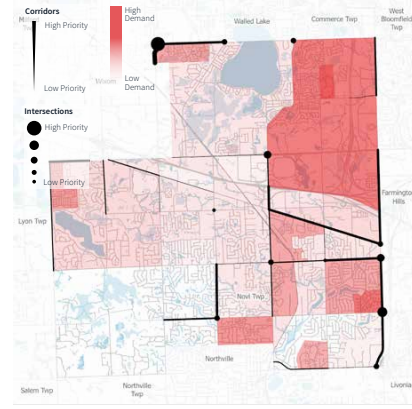 Corridors
High Priority
Low Priority
High
Demand
Low
Demand
Intersections
High Priority
Low Priority
Walled Lake
Commerce Twp
West
Bloomfield
Twp
Lyon Twp
Farmington
Hills
Novi Twp
Northville
Salem Twp
Northville
Twp
Livonia